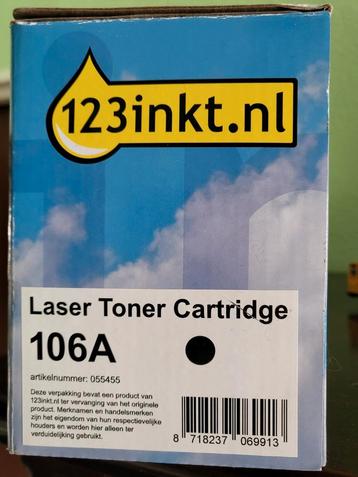 123inkt.nl
Laser Toner Cartridge
106A
artikelnummer: 055455
Deze verpakking bevat een product van
123inkt.nl ter vervanging van het originele
product. Merknamen en handelsmerken
zijn het eigendom van hun respectievelijke
houders en worden hier alleen ter
verduidelijking gebruikt.
8 718237 069913